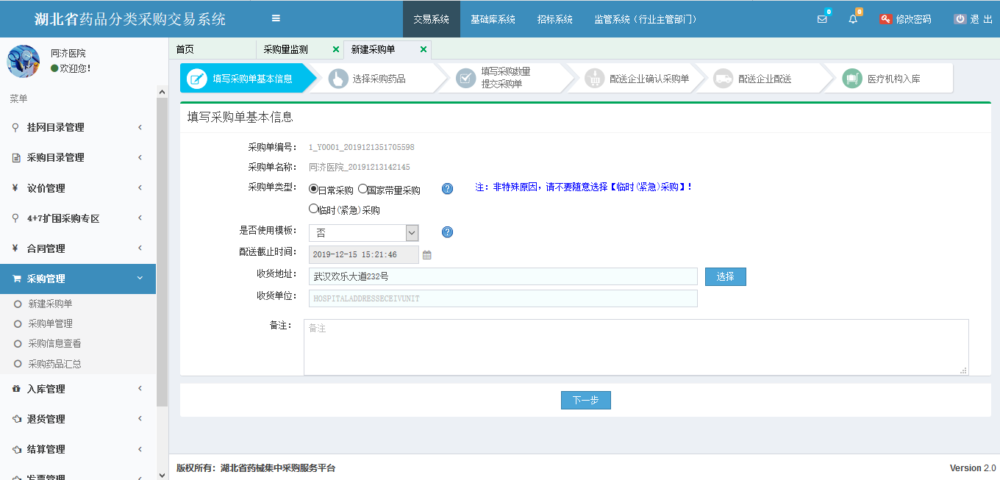 湖北省药品分类采购交易系统
交易系统 基础库系统 招标系统 监管系统（行业主管部门） 0 0 修改密码 退 出
同济医院
欢迎您!
菜单
挂网目录管理
采购目录管理
议价管理
4+7扩围采购专区
合同管理
采购管理
新建采购单
采购单管理
采购信息查看
采购药品汇总
入库管理
退货管理
结算管理
发票管理
首页 采购量监测 新建采购单
填写采购单基本信息 选择采购药品 填写采购数量 提交采购单 配送企业确认采购单 配送企业配送 医疗机构入库
填写采购单基本信息
采购单编号： 1_Y0001_2019121351705598
采购单名称： 同济医院_20191213142145
采购单类型： 日常采购 国家带量采购 注：非特殊原因，请不要随意选择【临时(紧急)采购】！
临时(紧急)采购
是否使用模板： 否
配送截止时间： 2019-12-15 15:21:46
收货地址： 武汉欢乐大道232号 选择
收货单位： HOSPITALADDRESSECEIVUNIT
备注： 备注
下一步
版权所有：湖北省药械集中采购服务平台 Version 2.0